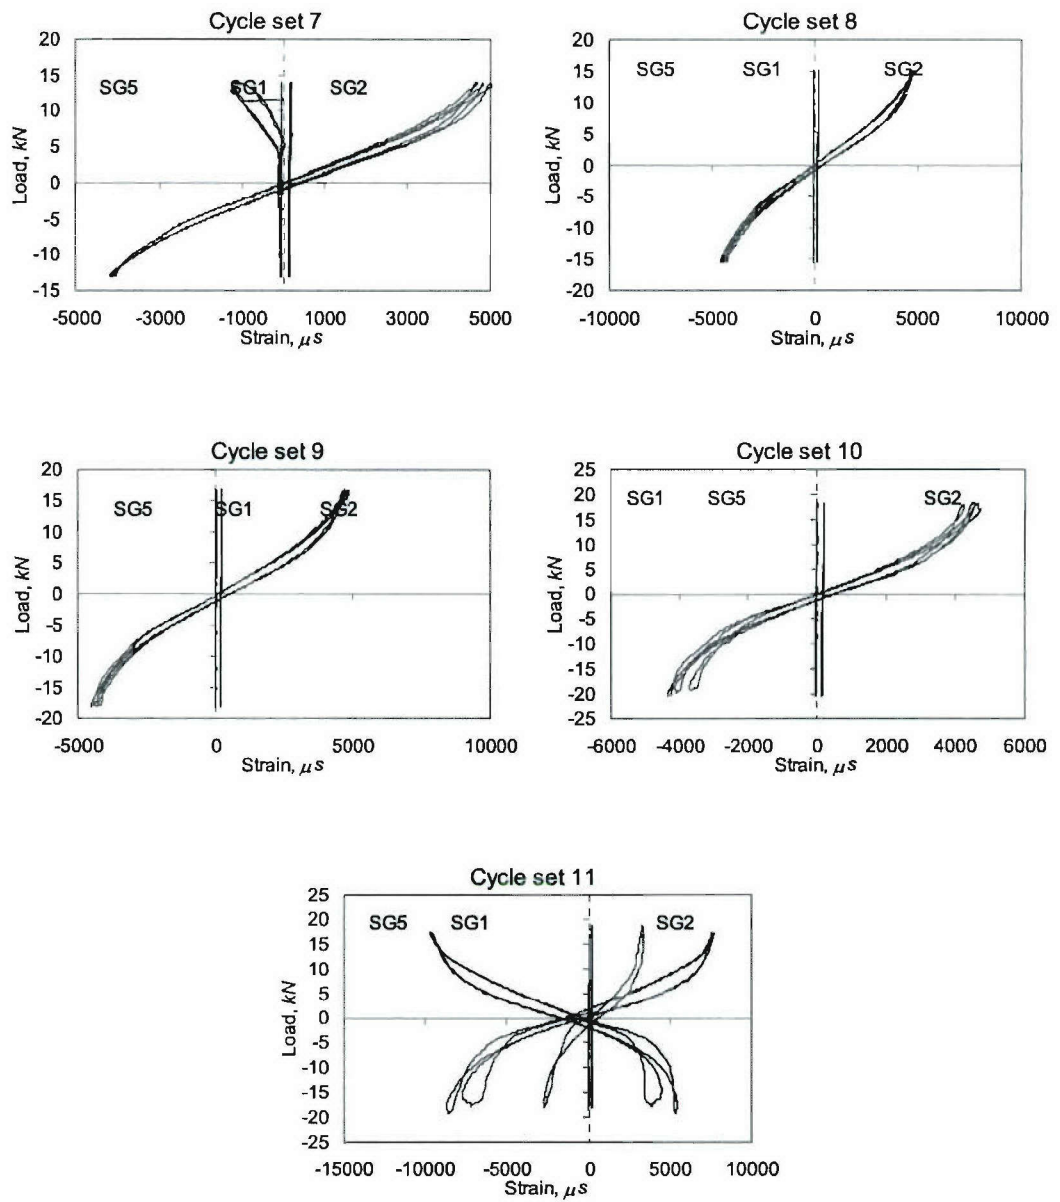 Cycle set 7
20
15
10
5
0
-5
-10
-15
Load, kN
SG5 SG1 SG2
-5000 -3000 -1000 1000 3000 5000
Strain, μs
Cycle set 8
20
15
10
5
0
-5
-10
-15
-20
Load, kN
SG5 SG1 SG2
-10000 -5000 0 5000 10000
Strain, μs
Cycle set 9
20
15
10
5
0
-5
-10
-15
-20
Load, kN
SG5 SG1 SG2
-5000 0 5000 10000
Strain, μs
Cycle set 10
25
20
15
10
5
0
-5
-10
-15
-20
-25
Load, kN
SG1 SG5 SG2
-6000 -4000 -2000 0 2000 4000 6000
Strain, μs
Cycle set 11
25
20
15
10
5
0
-5
-10
-15
-20
-25
Load, kN
SG5 SG1 SG2
-15000 -10000 -5000 0 5000 10000
Strain, μs